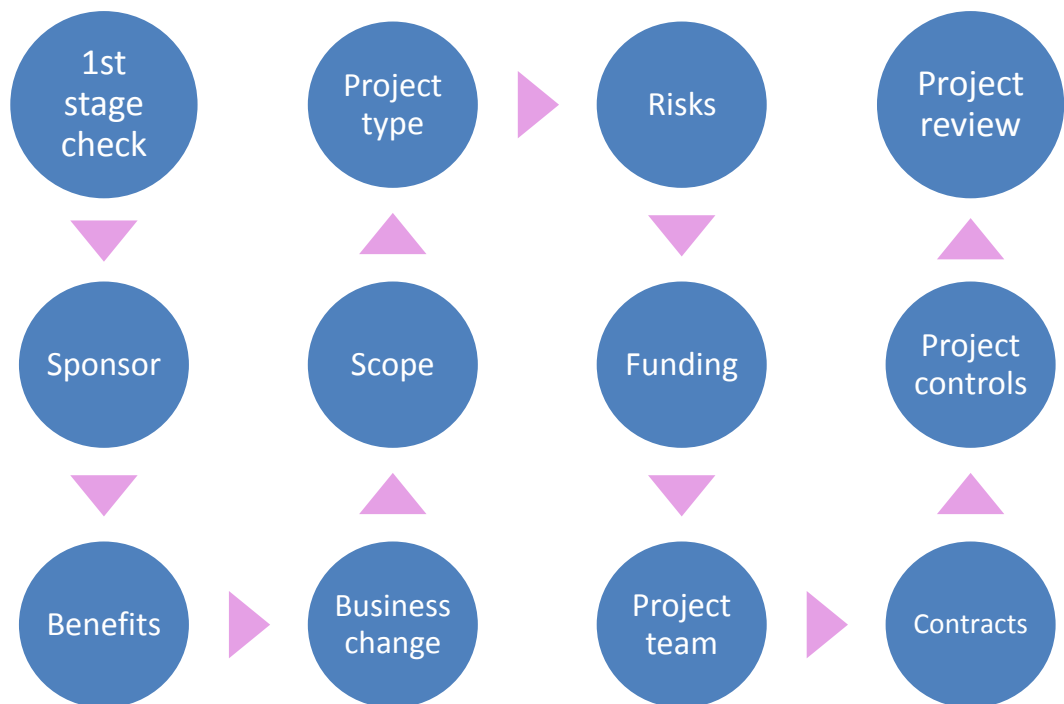 1st
stage
check
Sponsor
Benefits
Business
change
Scope
Project
type
Risks
Funding
Project
team
Contracts
Project
controls
Project
review